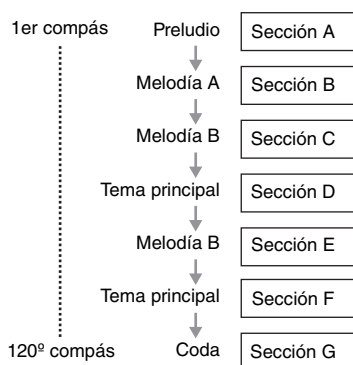 1er compás Preludio Sección A
Melodía A Sección B
Melodía B Sección C
Tema principal Sección D
Melodía B Sección E
Tema principal Sección F
120º compás Coda Sección G